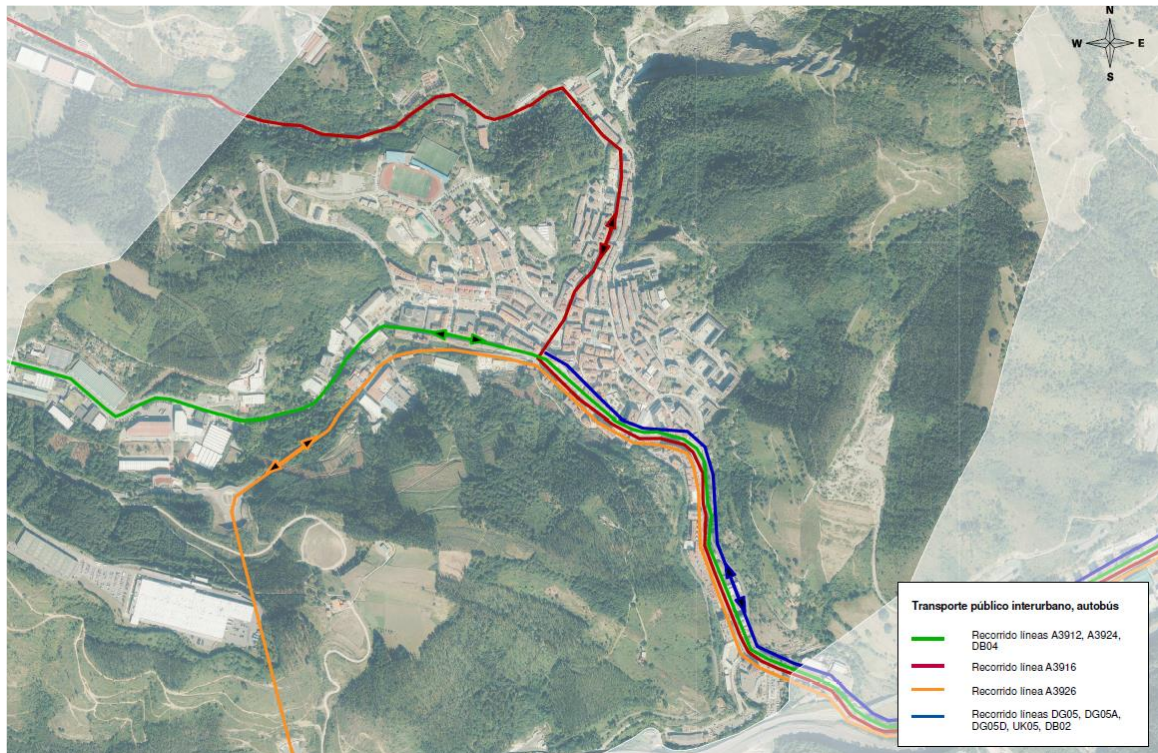 N
W E
S
Transporte público interurbano, autobús
Recorrido líneas A3912, A3924,
DB04
Recorrido línea A3916
Recorrido línea A3926
Recorrido líneas DG05, DG05A,
DG05D, UK05, DB02